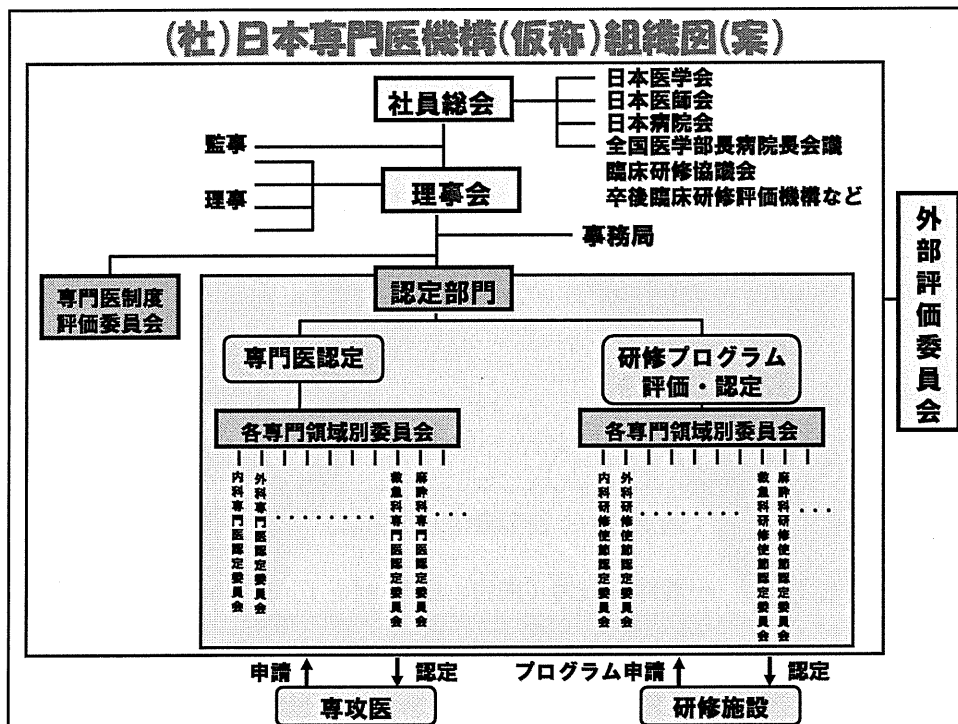 (社)日本専門医機構(仮称)組織図(案)
社員総会
日本医学会
日本医師会
日本病院会
全国医学部長病院長会議
臨床研修協議会
卒後臨床研修評価機構など
監事
理事
理事会
事務局
外部評価委員会
専門医制度
評価委員会
認定部門
専門医認定
研修プログラム
評価・認定
各専門領域別委員会
各専門領域別委員会
内科専門医認定委員会
外科専門医認定委員会
・・・・・・・・
救急科専門医認定委員会
麻酔科専門医認定委員会
・・・
内科研修使節認定委員会
外科研修使節認定委員会
・・・・・・・・
救急科研修使節認定委員会
麻酔科研修使節認定委員会
・・・
申請
認定
プログラム申請
認定
専攻医
研修施設